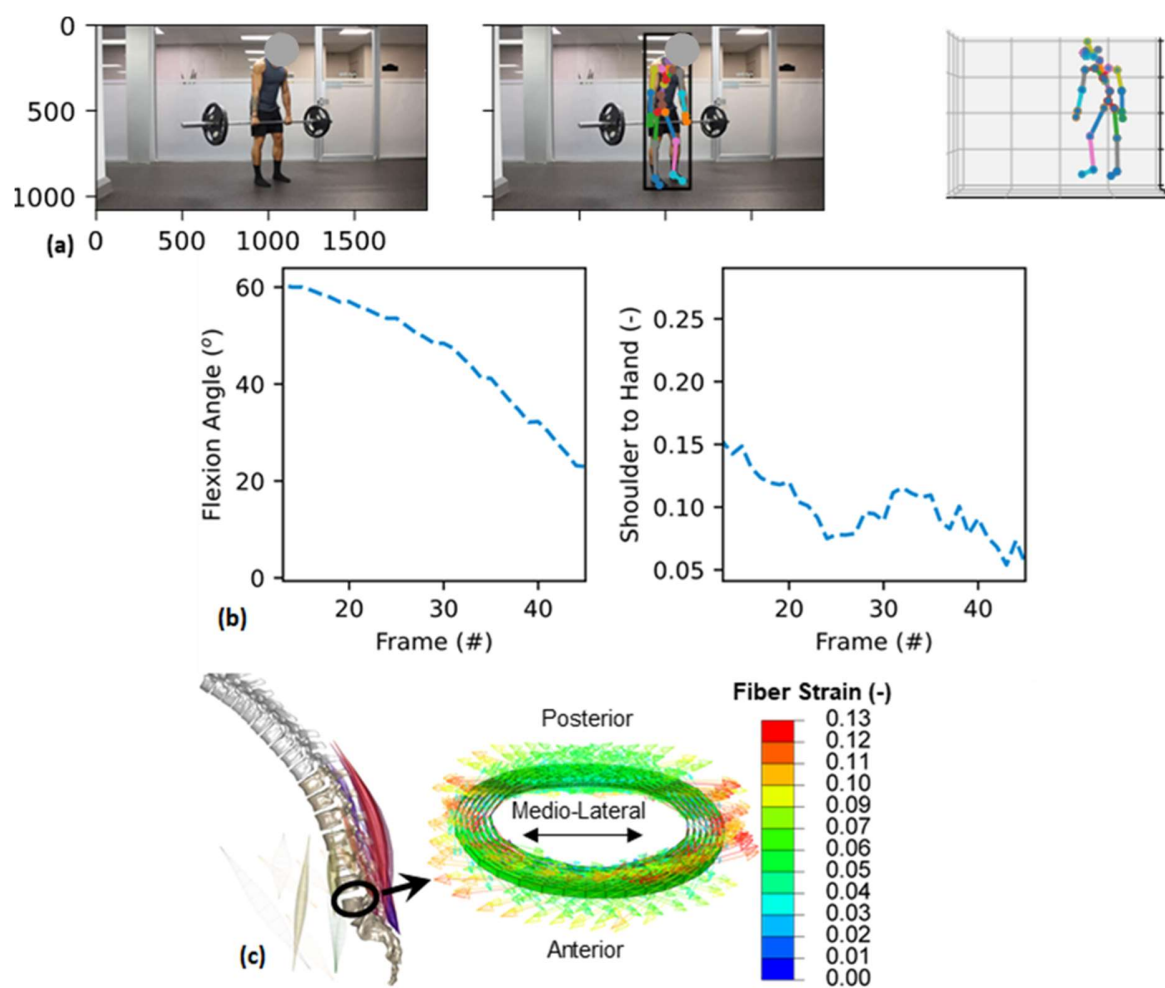 0
500
1000
(a) 0 500 1000 1500
60
40
20
0
Flexion Angle (º)
20 30 40
Frame (#)
(b)
0.25
0.20
0.15
0.10
0.05
Shoulder to Hand (-)
20 30 40
Frame (#)
Fiber Strain (-)
Posterior
Medio-Lateral
Anterior
0.13
0.12
0.11
0.10
0.09
0.07
0.06
0.05
0.04
0.03
0.02
0.01
0.00
(c)